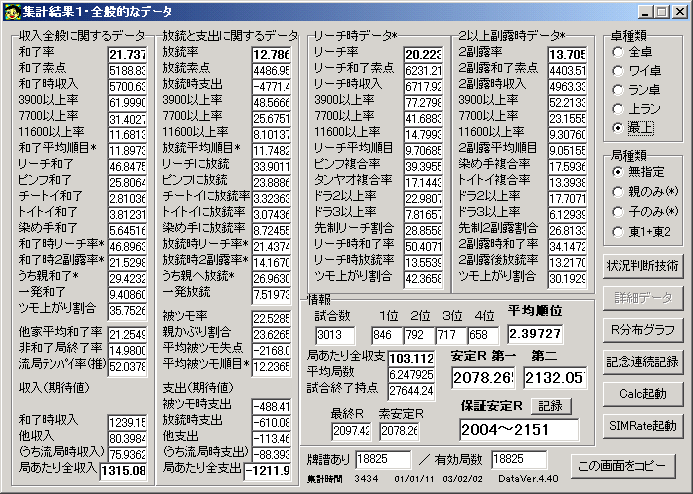 集計結果1・全般的なデータ
収入全般に関するデータ
和了率 21.737
和了素点 5188.83
和了時収入 5700.63
3900以上率 61.9990
7700以上率 31.4027
11600以上率 11.6813
和了平均順目* 11.8973
リーチ和了 46.8475
ピンフ和了 25.8064
チートイ和了 2.81036
トイトイ和了 3.81231
染め手和了 5.64516
和了時リーチ率* 46.8963
和了時2副露率* 21.5298
うち親和了* 29.4232
一発和了 9.40860
ツモ上がり割合 35.7526
他家平均和了率 21.2549
非和了局終了率 14.9800
流局テンパイ率(推) 52.0378
収入(期待値)
和了時収入 1239.15
他収入 80.3984
(うち流局時収入) 75.9362
局あたり全収入 1315.08
放銃と支出に関するデータ
放銃率 12.786
放銃素点 4486.95
放銃時支出 -4771.4
3900以上率 48.5666
7700以上率 25.6751
11600以上率 8.10137
放銃平均順目* 11.7482
リーチに放銃 33.9011
ピンフに放銃 23.8886
チートイに放銃率 3.32363
トイトイに放銃率 3.07436
染め手に放銃率 8.72455
放銃時リーチ率* 21.4374
放銃時2副露率* 14.1670
うち親へ放銃 26.9630
一発放銃 7.51973
被ツモ率 22.5285
親かぶり割合 23.6265
平均被ツモ失点 -2168.0
平均被ツモ順目* 12.2365
支出(期待値)
被ツモ時支出 -488.41
放銃時支出 -610.08
他支出 -113.46
(うち流局時支出) -88.393
局あたり全支出 -1211.9
リーチ時データ*
リーチ率 20.223
リーチ和了素点 6231.21
リーチ時収入 6717.92
3900以上率 77.2798
7700以上率 41.6883
11600以上率 14.7993
リーチ平均順目 9.70685
ピンフ複合率 39.3955
タンヤオ複合率 17.1443
ドラ2以上率 22.9807
ドラ3以上率 7.81657
先制リーチ割合 28.8558
リーチ時和了率 50.4071
リーチ後放銃率 13.5539
ツモ上がり割合 42.3658
2以上副露時データ*
2副露率 13.705
2副露和了素点 4403.51
2副露時収入 4963.33
3900以上率 52.2133
7700以上率 23.1555
11600以上率 9.30760
2副露平均順目 9.05155
染め手複合率 17.5936
トイトイ複合率 13.3938
ドラ2以上率 17.7071
ドラ3以上率 6.12939
先制2副露割合 26.8133
2副露時和了率 34.1472
2副露後放銃率 12.2170
ツモ上がり割合 30.1929
情報
試合数 1位 2位 3位 4位 平均順位
3013 846 792 717 658 2.39727
局あたり全収支 103.112 安定R 第一 第二
平均局数 6.247925 2078.26 2132.05
試合終了持点 27644.24
最終R 素安定R 保証安定R 記録
2097.42 2078.26 2004～2151
牌譜あり 18825 / 有効局数 18825
集計時間 3434 01/01/11 03/02/02 DataVer.4.40
卓種類
全卓
ワイ卓
ラン卓
上ラン
最上
局種類
無指定
親のみ(*)
子のみ(*)
東1+東2
状況判断技術
詳細データ
R分布グラフ
記念連続記録
Calc起動
SIMRate起動
この画面をコピー